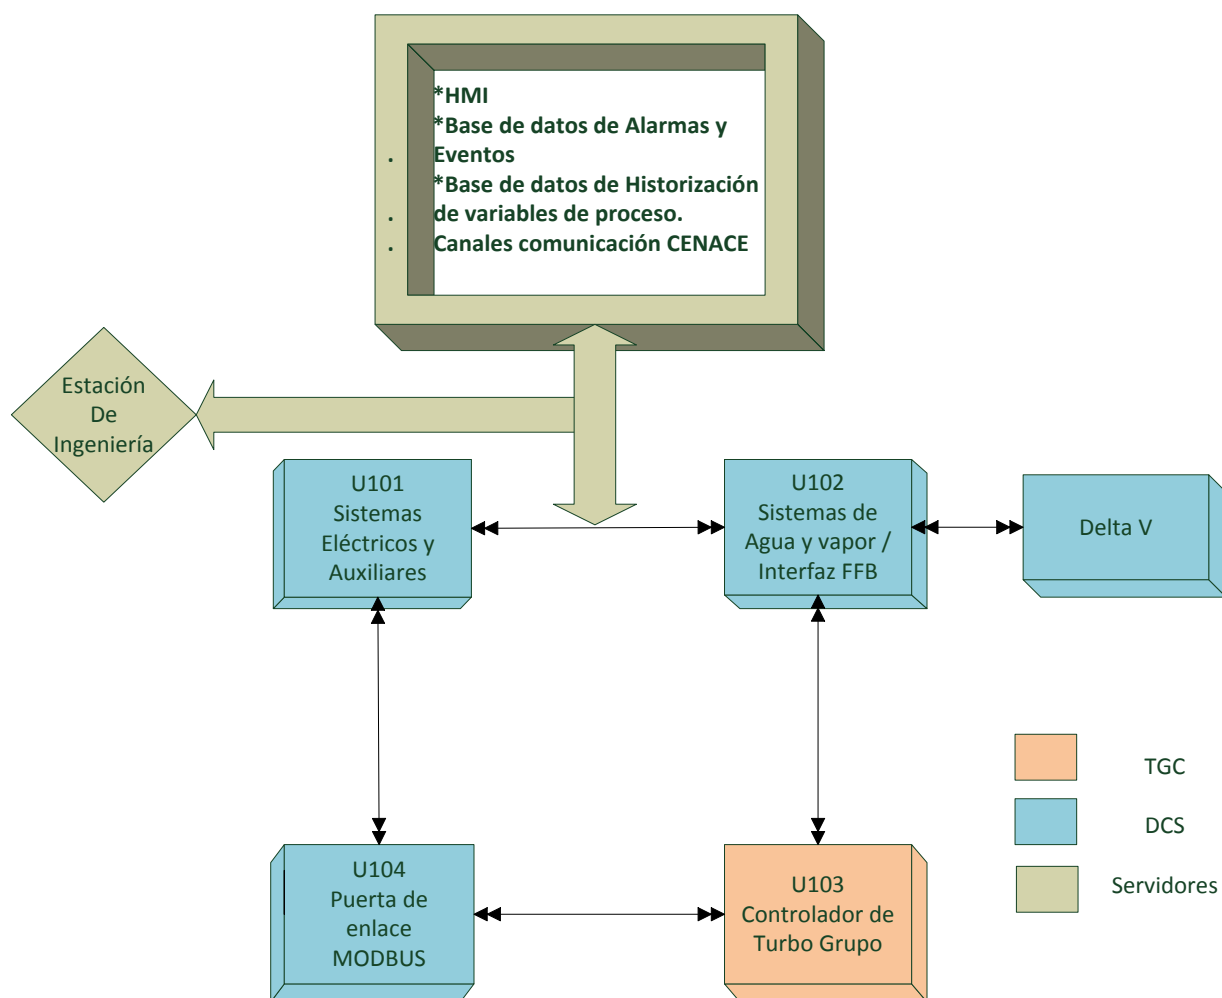 *HMI
*Base de datos de Alarmas y
. Eventos
*Base de datos de Historización
. de variables de proceso.
. Canales comunicación CENACE
Estación
De
Ingeniería
U101
Sistemas
Eléctricos y
Auxiliares
U102
Sistemas de
Agua y vapor /
Interfaz FFB
Delta V
U104
Puerta de
enlace
MODBUS
U103
Controlador de
Turbo Grupo
TGC
DCS
Servidores